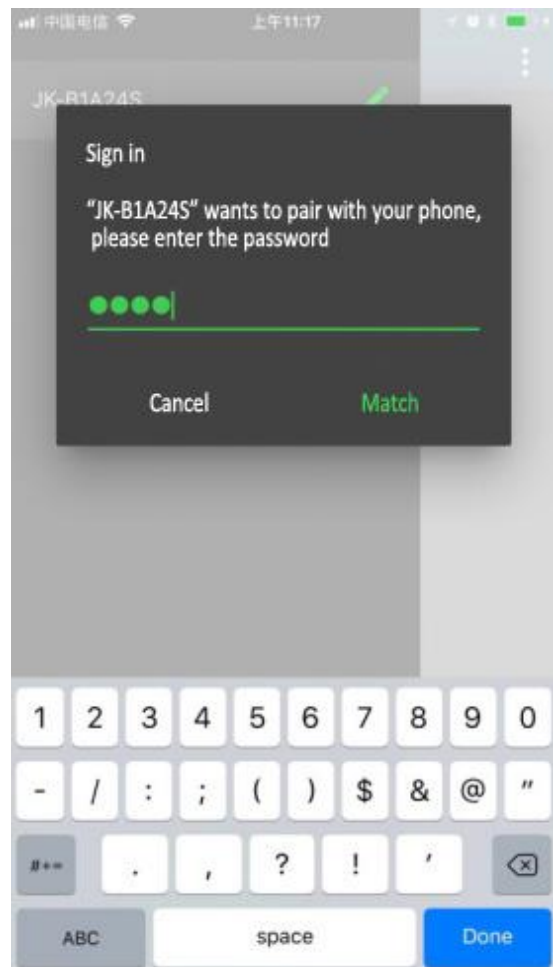 中国电信 上午11:17
JK-B1A24S
Sign in
“JK-B1A24S” wants to pair with your phone,
please enter the password
Cancel Match
1 2 3 4 5 6 7 8 9 0
- / : ; ( ) $ & @ "
#+= . , ? ! '
ABC space Done